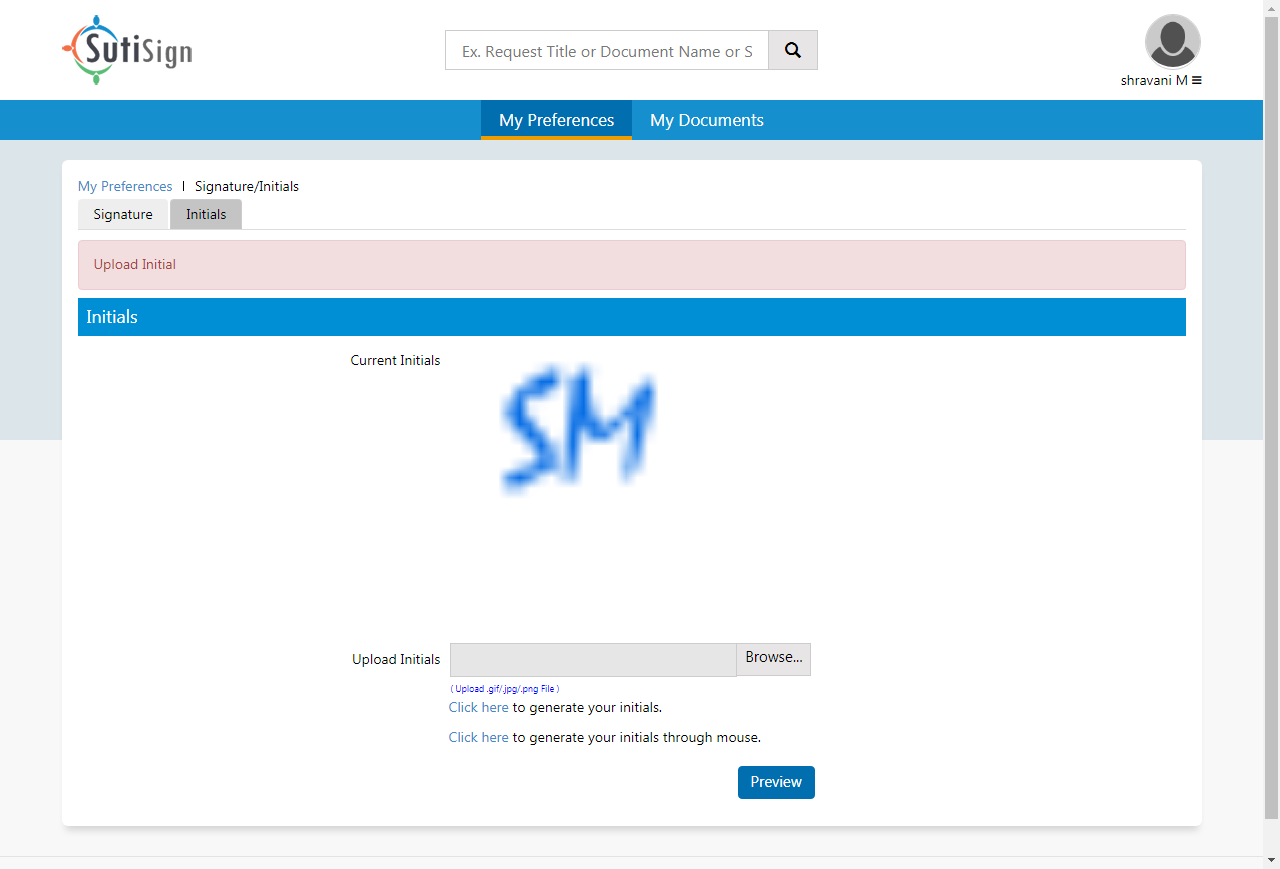 SutiSign
Ex. Request Title or Document Name or S
shravani M
My Preferences
My Documents
My Preferences | Signature/Initials
Signature
Initials
Upload Initial
Initials
Current Initials
SM
Upload Initials
Browse...
( Upload .gif/.jpg/.png File )
Click here to generate your initials.
Click here to generate your initials through mouse.
Preview